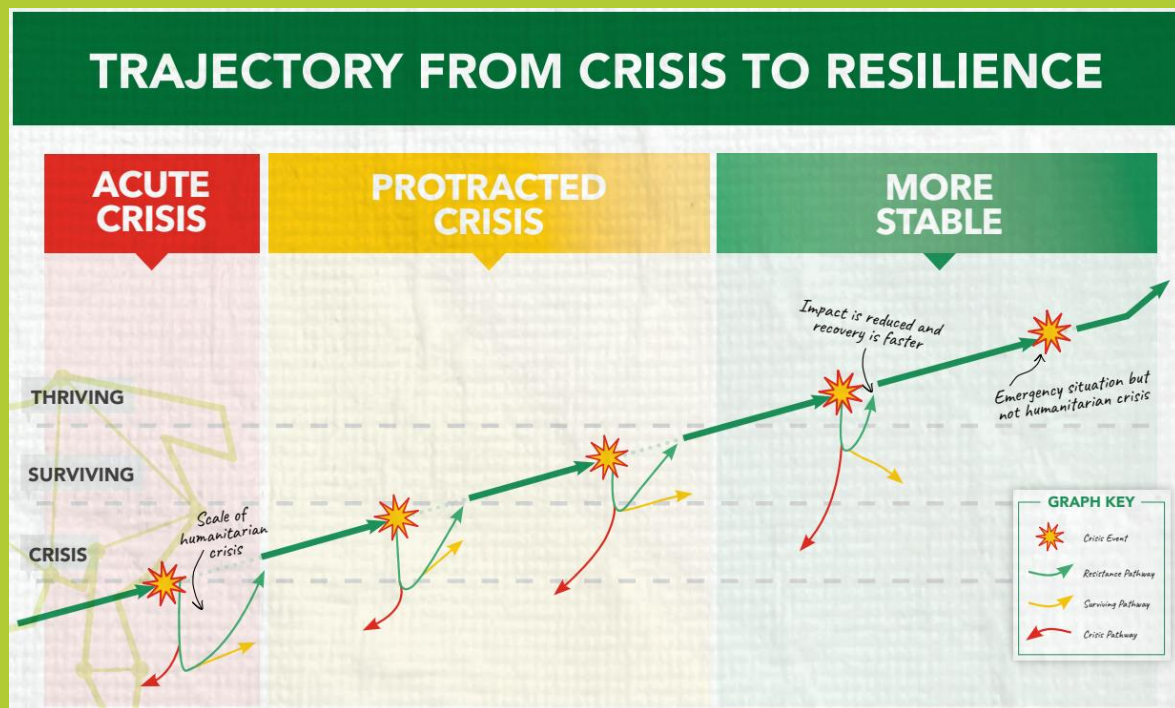 TRAJECTORY FROM CRISIS TO RESILIENCE
ACUTE
CRISIS
PROTRACTED
CRISIS
MORE
STABLE
Impact is reduced and
recovery is faster
Emergency situation but
not humanitarian crisis
THRIVING
SURVIVING
Scale of
humanitarian
crisis
CRISIS
GRAPH KEY
Crisis Event
Resistance Pathway
Surviving Pathway
Crisis Pathway